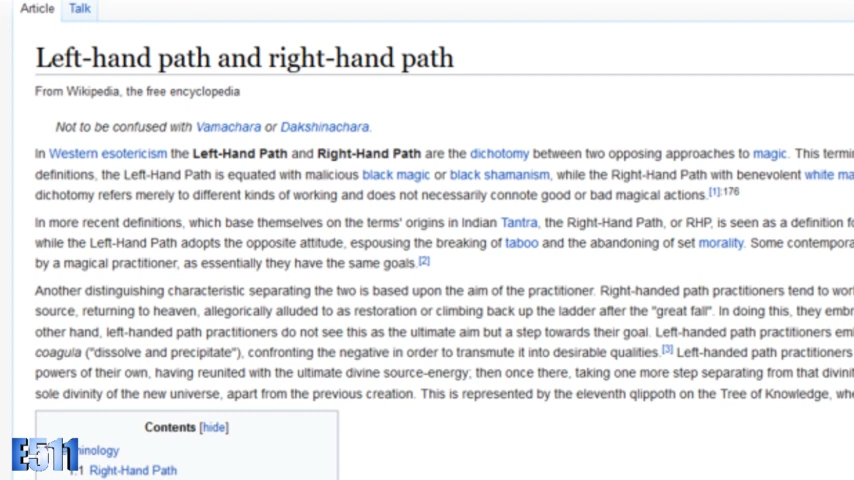 Article Talk
Left-hand path and right-hand path
From Wikipedia, the free encyclopedia
Not to be confused with Vamachara or Dakshinachara.
In Western esotericism the Left-Hand Path and Right-Hand Path are the dichotomy between two opposing approaches to magic. This
definitions, the Left-Hand Path is equated with malicious black magic or black shamanism, while the Right-Hand Path with benevolent white
dichotomy refers merely to different kinds of working and does not necessarily connote good or bad magical actions.[1]:176
In more recent definitions, which base themselves on the terms' origins in Indian Tantra, the Right-Hand Path, or RHP, is seen as a definition
while the Left-Hand Path adopts the opposite attitude, espousing the breaking of taboo and the abandoning of set morality. Some
by a magical practitioner, as essentially they have the same goals.[2]
Another distinguishing characteristic separating the two is based upon the aim of the practitioner. Right-handed path practitioners tend to
source, returning to heaven, allegorically alluded to as restoration or climbing back up the ladder after the "great fall". In doing this, they
other hand, left-handed path practitioners do not see this as the ultimate aim but a step towards their goal. Left-handed path practitioners
coagula ("dissolve and precipitate"), confronting the negative in order to transmute it into desirable qualities.[3] Left-handed path practitioners
powers of their own, having reunited with the ultimate divine source-energy; then once there, taking one more step separating from that
sole divinity of the new universe, apart from the previous creation. This is represented by the eleventh qlippoth on the Tree of Knowledge,
Contents [hide]
E511
1.1 Right-Hand Path